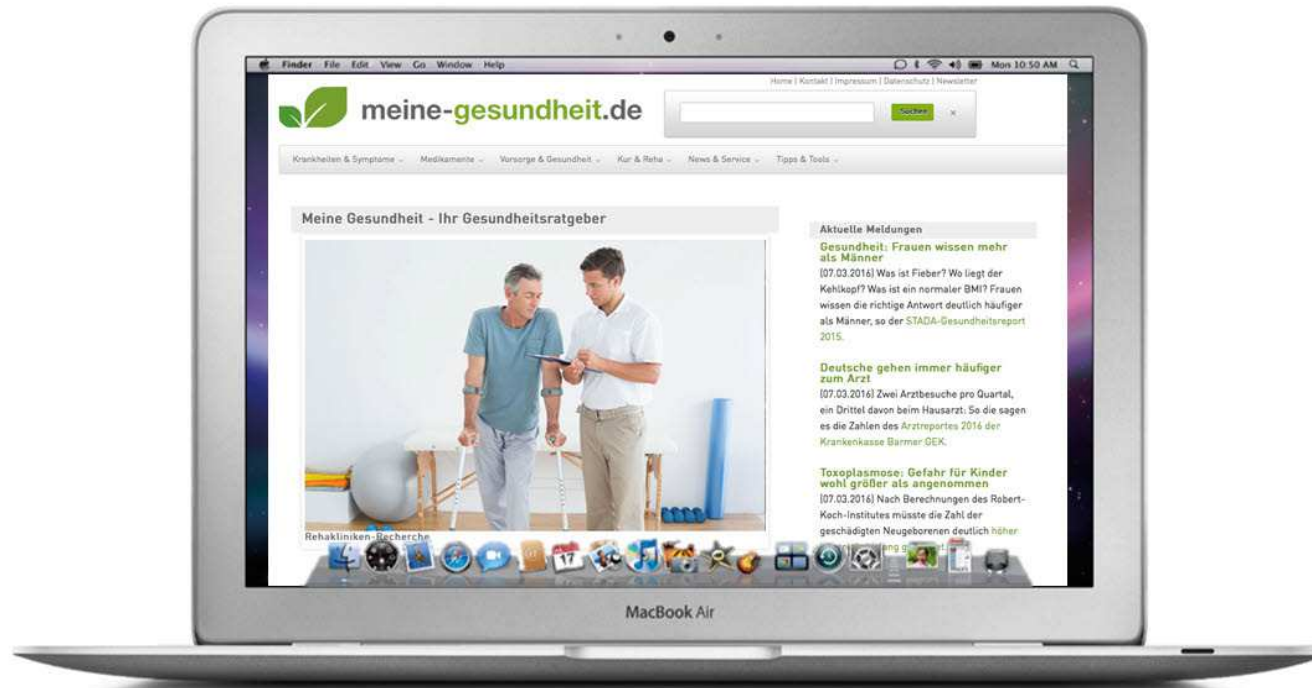 Finder File Edit View Go Window Help
Mon 10:50 AM
Home | Kontakt | Impressum | Datenschutz | Newsletter
meine-gesundheit.de
Suchen
×
Krankheiten & Symptome
Medikamente
Vorsorge & Gesundheit
Kur & Reha
News & Service
Tipps & Tools
Meine Gesundheit - Ihr Gesundheitsratgeber
Rehakliniken-Recherche
Aktuelle Meldungen
Gesundheit: Frauen wissen mehr
als Männer
(07.03.2016) Was ist Fieber? Wo liegt der
Kehlkopf? Was ist ein normaler BMI? Frauen
wissen die richtige Antwort deutlich häufiger
als Männer, so der STADA-Gesundheitsreport
2015.
Deutsche gehen immer häufiger
zum Arzt
(07.03.2016) Zwei Arztbesuche pro Quartal,
ein Drittel davon beim Hausarzt: So die sagen
es die Zahlen des Arztreportes 2016 der
Krankenkasse Barmer GEK.
Toxoplasmose: Gefahr für Kinder
wohl größer als angenommen
(07.03.2016) Nach Berechnungen des Robert-
Koch-Institutes müsste die Zahl der
geschädigten Neugeborenen deutlich höher
17
MacBook Air